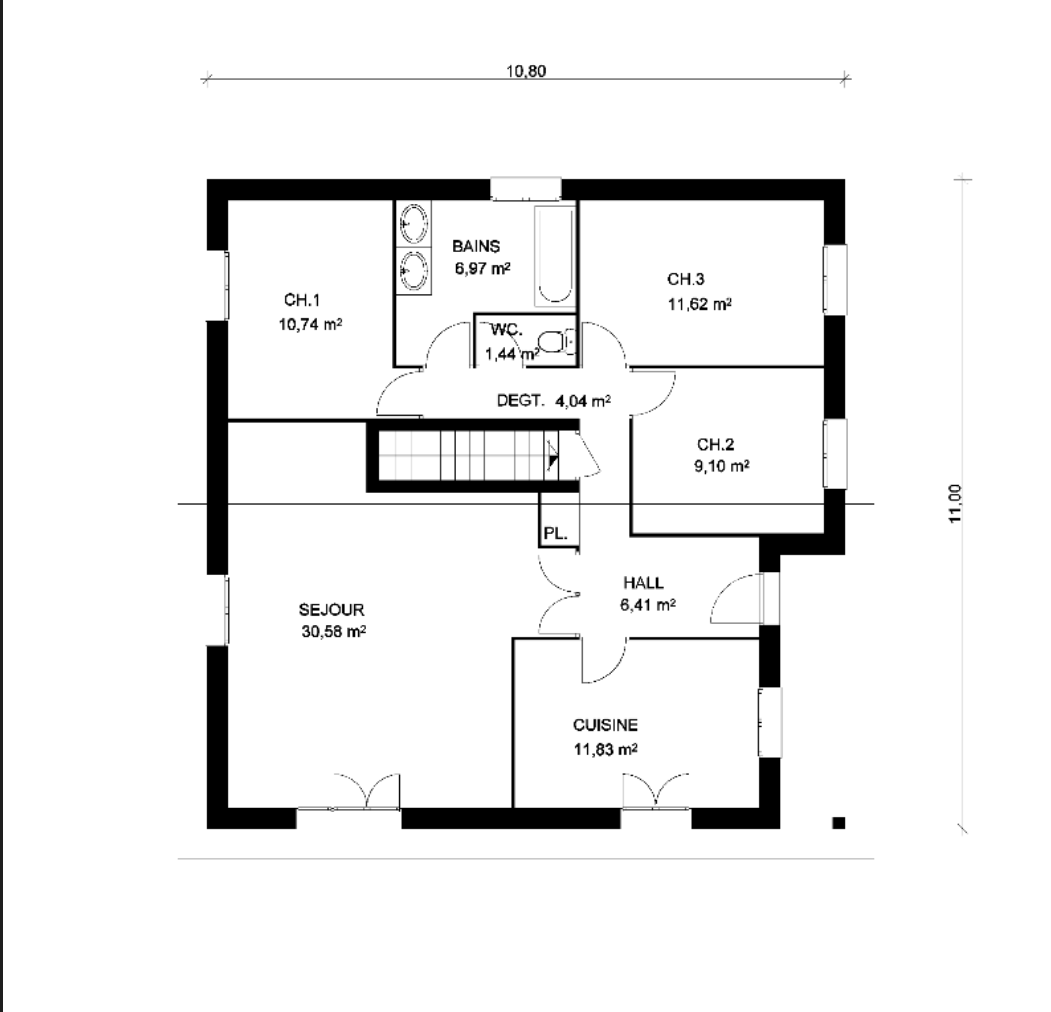 10,80
BAINS
6,97 m²
CH.1
10,74 m²
CH.3
11,62 m²
WC.
1,44 m²
DEGT. 4,04 m²
CH.2
9,10 m²
11,00
PL.
HALL
6,41 m²
SEJOUR
30,58 m²
CUISINE
11,83 m²